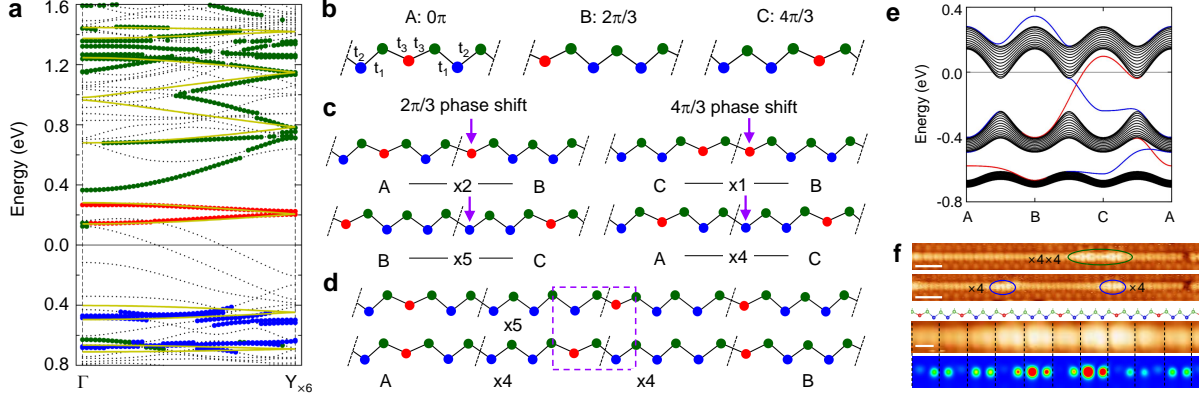 a
1.6
1.2
0.8
0.4
0.0
0.4
0.8
Energy (eV)
Γ
Y×6
b
A: 0π
B: 2π/3
C: 4π/3
t2
t3
t3
t2
t1
t1
c
2π/3 phase shift
4π/3 phase shift
A
x2
B
C
x1
B
B
x5
C
A
x4
C
d
x5
A
x4
x4
B
e
0.4
0.0
-0.4
-0.8
Energy (eV)
A
B
C
A
f
×4×4
×4
×4